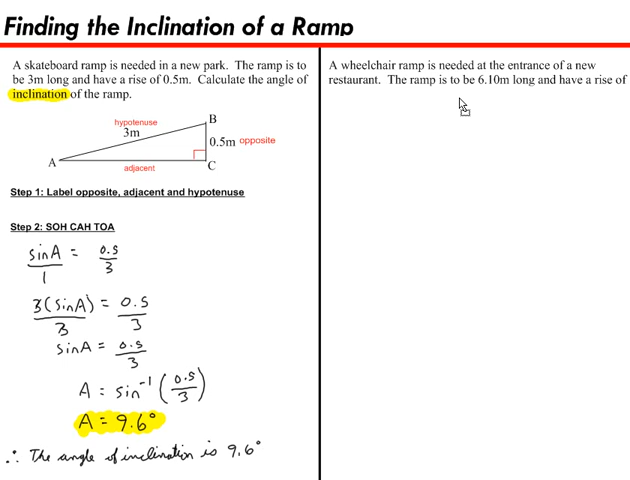 Finding the Inclination of a Ramp
A skateboard ramp is needed in a new park. The ramp is to
be 3m long and have a rise of 0.5m. Calculate the angle of
inclination of the ramp.
hypotenuse
3m
B
0.5m opposite
A
adjacent
C
Step 1: Label opposite, adjacent and hypotenuse
Step 2: SOH CAH TOA
sinA/1 = 0.5/3
3(sinA)/3 = 0.5/3
sinA = 0.5/3
A = sin⁻¹(0.5/3)
A = 9.6°
∴ The angle of inclination is 9.6°
A wheelchair ramp is needed at the entrance of a new
restaurant. The ramp is to be 6.10m long and have a rise of